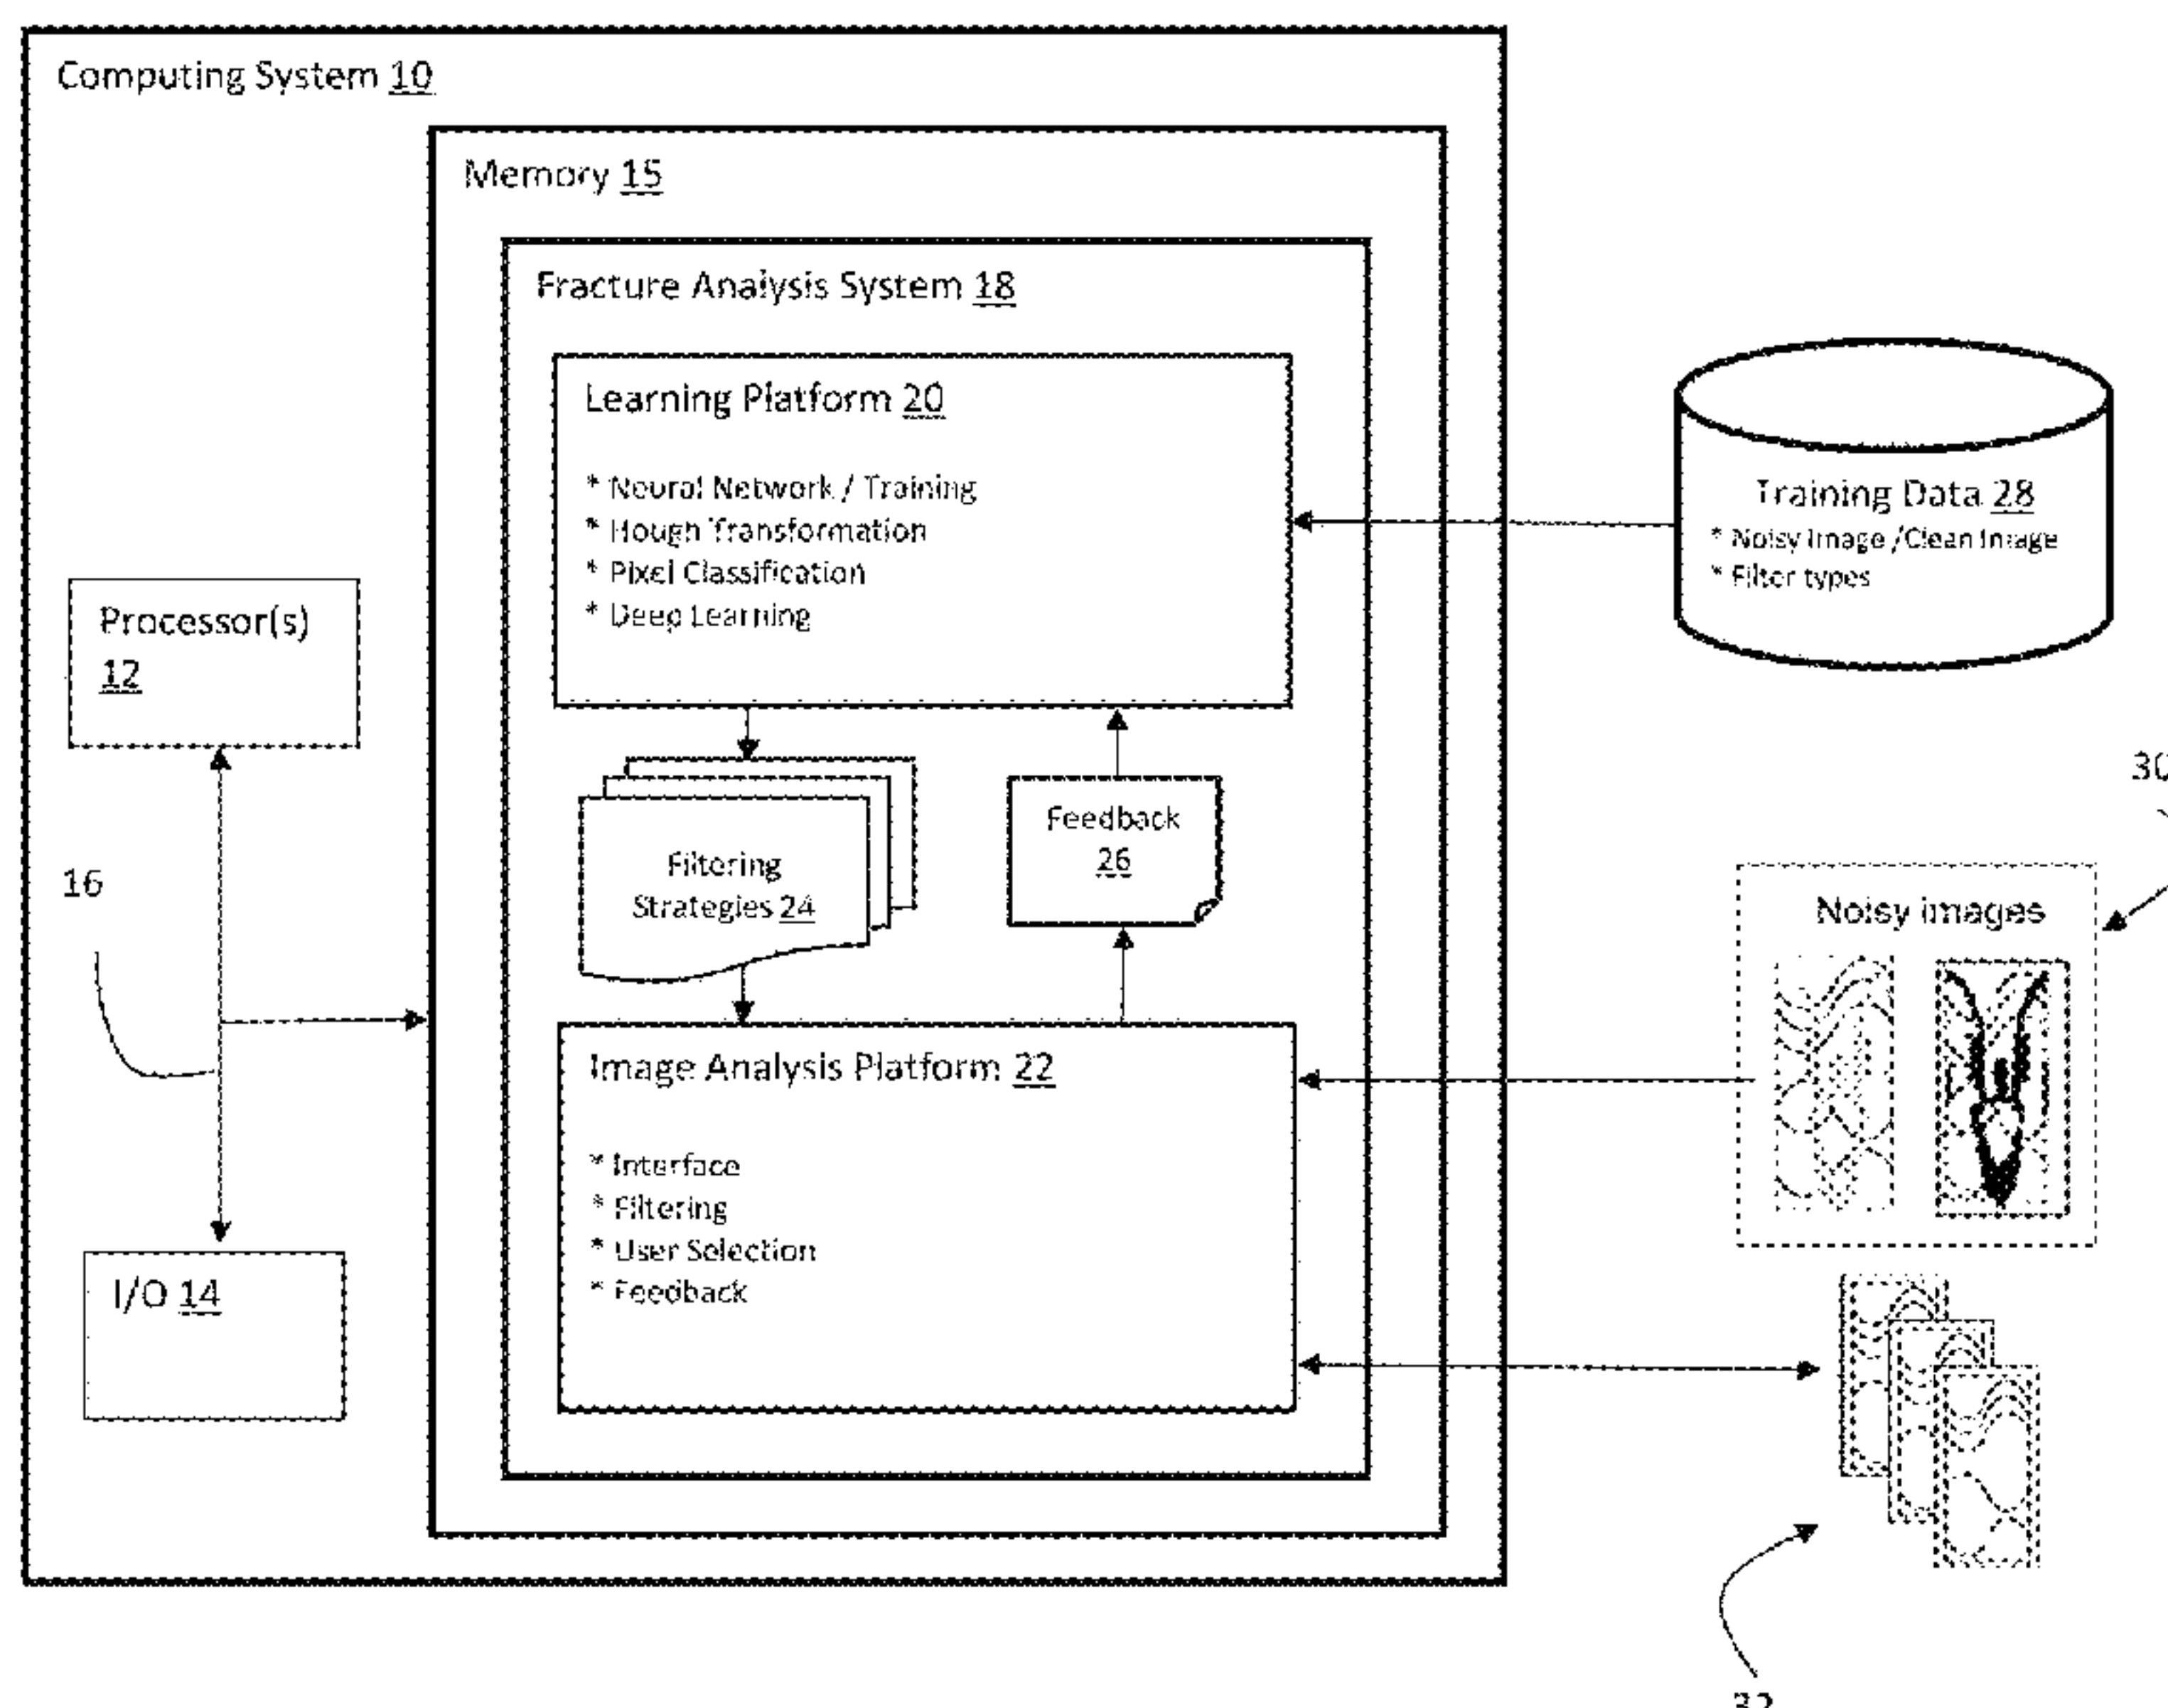 Computing System 10
Memory 15
Fracture Analysis System 18
Learning Platform 20
* Neural Network / Training
* Hough Transformation
* Pixel Classification
* Deep Learning
Training Data 28
* Noisy Image /Clean Image
* Filter types
Processor(s)
12
30
Filtering
Strategies 24
Feedback
26
16
Noisy images
Image Analysis Platform 22
* Interface
* Filtering
* User Selection
* Feedback
I/O 14
32